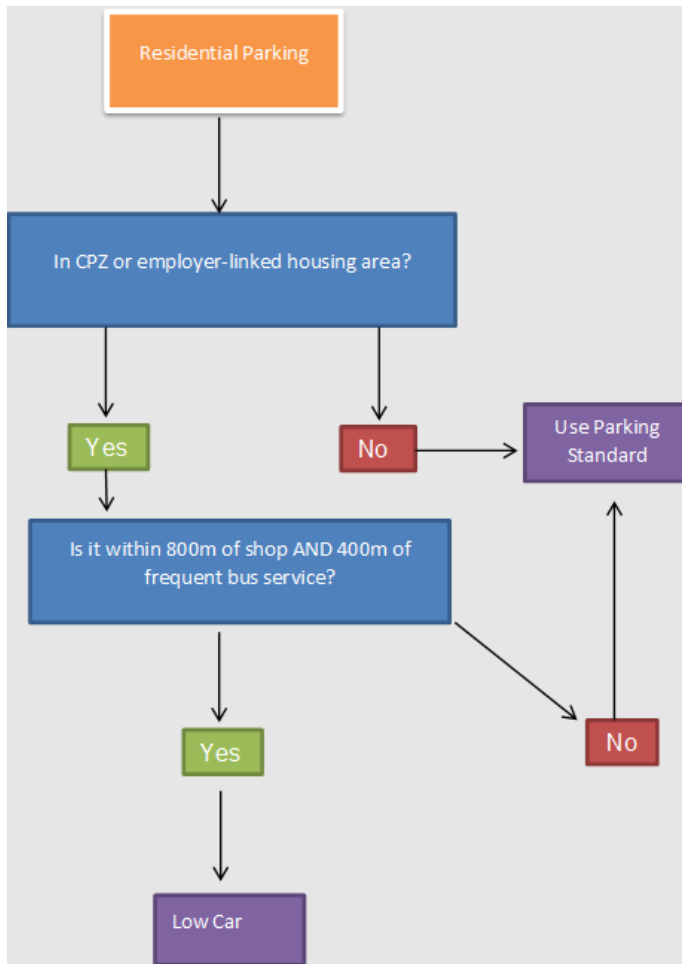 Residential Parking
In CPZ or employer-linked housing area?
Yes
No
Use Parking
Standard
Is it within 800m of shop AND 400m of
frequent bus service?
Yes
No
Low Car